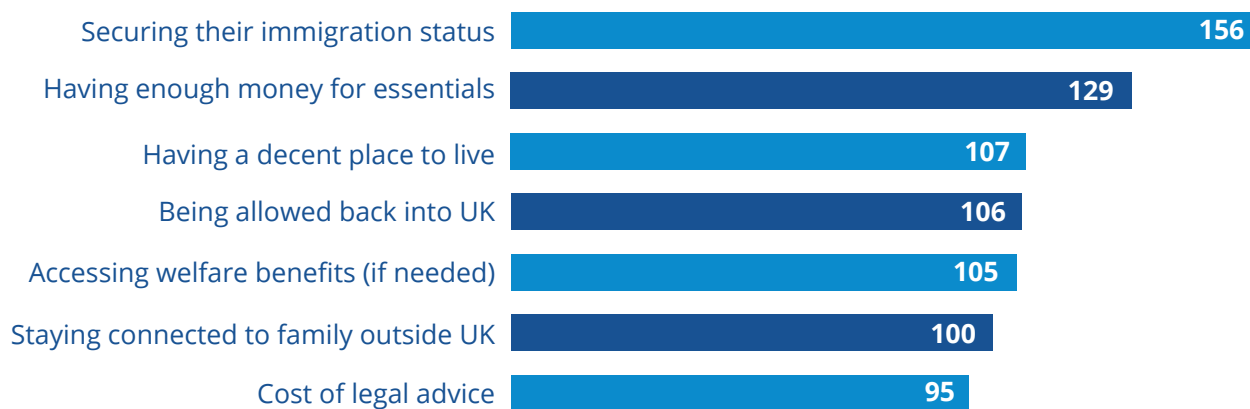 Securing their immigration status 156
Having enough money for essentials 129
Having a decent place to live 107
Being allowed back into UK 106
Accessing welfare benefits (if needed) 105
Staying connected to family outside UK 100
Cost of legal advice 95